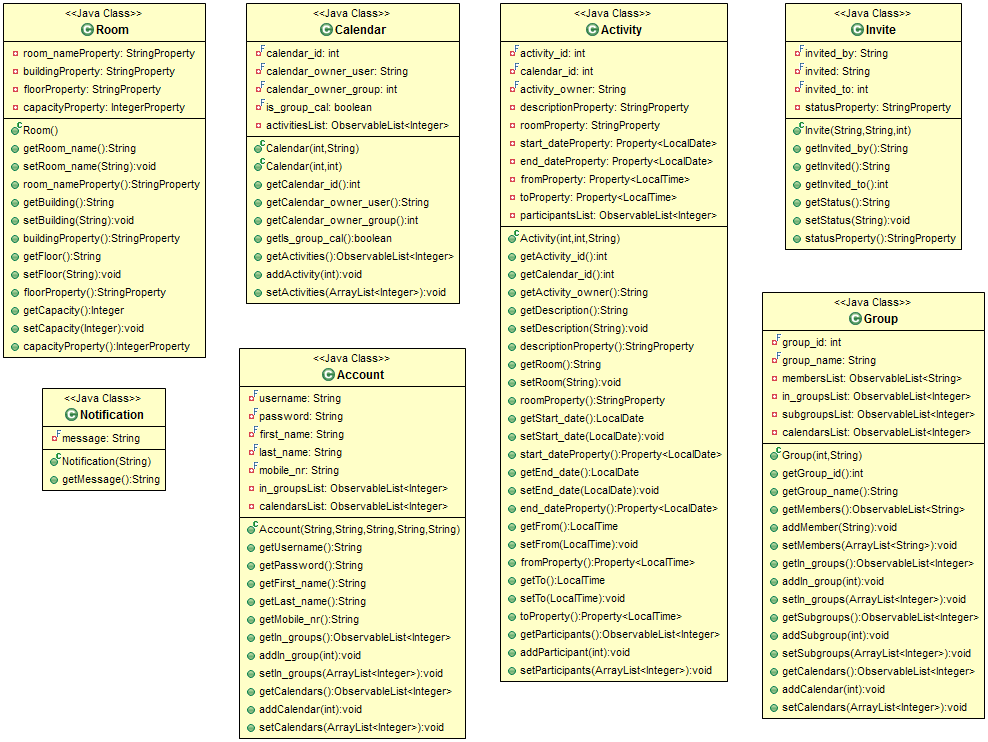 <<Java Class>>
Room
room_nameProperty: StringProperty
buildingProperty: StringProperty
floorProperty: StringProperty
capacityProperty: IntegerProperty
Room()
getRoom_name():String
setRoom_name(String):void
room_nameProperty():StringProperty
getBuilding():String
setBuilding(String):void
buildingProperty():StringProperty
getFloor():String
setFloor(String):void
floorProperty():StringProperty
getCapacity():Integer
setCapacity(Integer):void
capacityProperty():IntegerProperty
<<Java Class>>
Notification
message: String
Notification(String)
getMessage():String
<<Java Class>>
Calendar
calendar_id: int
calendar_owner_user: String
calendar_owner_group: int
is_group_cal: boolean
activitiesList: ObservableList<Integer>
Calendar(int,String)
Calendar(int,int)
getCalendar_id():int
getCalendar_owner_user():String
getCalendar_owner_group():int
getIs_group_cal():boolean
getActivities():ObservableList<Integer>
addActivity(int):void
setActivities(ArrayList<Integer>):void
<<Java Class>>
Account
username: String
password: String
first_name: String
last_name: String
mobile_nr: String
in_groupsList: ObservableList<Integer>
calendarsList: ObservableList<Integer>
Account(String,String,String,String,String)
getUsername():String
getPassword():String
getFirst_name():String
getLast_name():String
getMobile_nr():String
getIn_groups():ObservableList<Integer>
addIn_group(int):void
setIn_groups(ArrayList<Integer>):void
getCalendars():ObservableList<Integer>
addCalendar(int):void
setCalendars(ArrayList<Integer>):void
<<Java Class>>
Activity
activity_id: int
calendar_id: int
activity_owner: String
descriptionProperty: StringProperty
roomProperty: StringProperty
start_dateProperty: Property<LocalDate>
end_dateProperty: Property<LocalDate>
fromProperty: Property<LocalTime>
toProperty: Property<LocalTime>
participantsList: ObservableList<Integer>
Activity(int,int,String)
getActivity_id():int
getCalendar_id():int
getActivity_owner():String
getDescription():String
setDescription(String):void
descriptionProperty():StringProperty
getRoom():String
setRoom(String):void
roomProperty():StringProperty
getStart_date():LocalDate
setStart_date(LocalDate):void
start_dateProperty():Property<LocalDate>
getEnd_date():LocalDate
setEnd_date(LocalDate):void
end_dateProperty():Property<LocalDate>
getFrom():LocalTime
setFrom(LocalTime):void
fromProperty():Property<LocalTime>
getTo():LocalTime
setTo(LocalTime):void
toProperty():Property<LocalTime>
getParticipants():ObservableList<Integer>
addParticipant(int):void
setParticipants(ArrayList<Integer>):void
<<Java Class>>
Invite
invited_by: String
invited: String
invited_to: int
statusProperty: StringProperty
Invite(String,String,int)
getInvited_by():String
getInvited():String
getInvited_to():int
getStatus():String
setStatus(String):void
statusProperty():StringProperty
<<Java Class>>
Group
group_id: int
group_name: String
membersList: ObservableList<String>
in_groupsList: ObservableList<Integer>
subgroupsList: ObservableList<Integer>
calendarsList: ObservableList<Integer>
Group(int,String)
getGroup_id():int
getGroup_name():String
getMembers():ObservableList<String>
addMember(String):void
setMembers(ArrayList<String>):void
getIn_groups():ObservableList<Integer>
addIn_group(int):void
setIn_groups(ArrayList<Integer>):void
getSubgroups():ObservableList<Integer>
addSubgroup(int):void
setSubgroups(ArrayList<Integer>):void
getCalendars():ObservableList<Integer>
addCalendar(int):void
setCalendars(ArrayList<Integer>):void